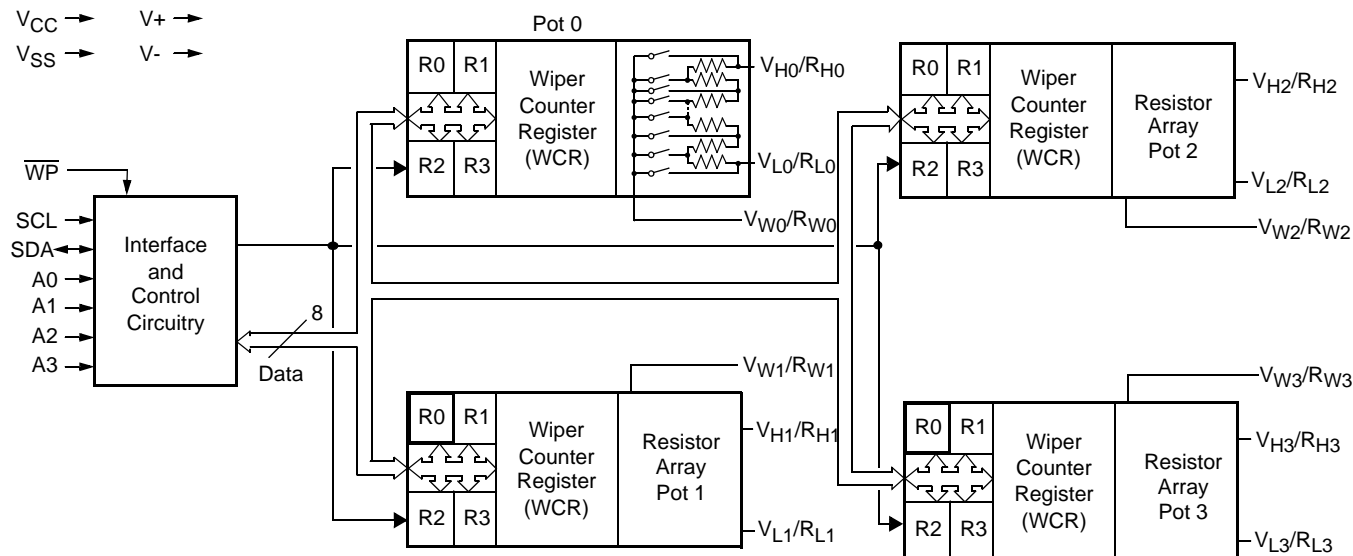 VCC V+
VSS V-
WP
SCL
SDA
A0
A1
A2
A3
Interface
and
Control
Circuitry
8
Data
Pot 0
R0 R1
R2 R3
Wiper
Counter
Register
(WCR)
VH0/RH0
VL0/RL0
VW0/RW0
R0 R1
R2 R3
Wiper
Counter
Register
(WCR)
Resistor
Array
Pot 2
VH2/RH2
VL2/RL2
VW2/RW2
VW1/RW1
R0 R1
R2 R3
Wiper
Counter
Register
(WCR)
Resistor
Array
Pot 1
VH1/RH1
VL1/RL1
VW3/RW3
R0 R1
R2 R3
Wiper
Counter
Register
(WCR)
Resistor
Array
Pot 3
VH3/RH3
VL3/RL3